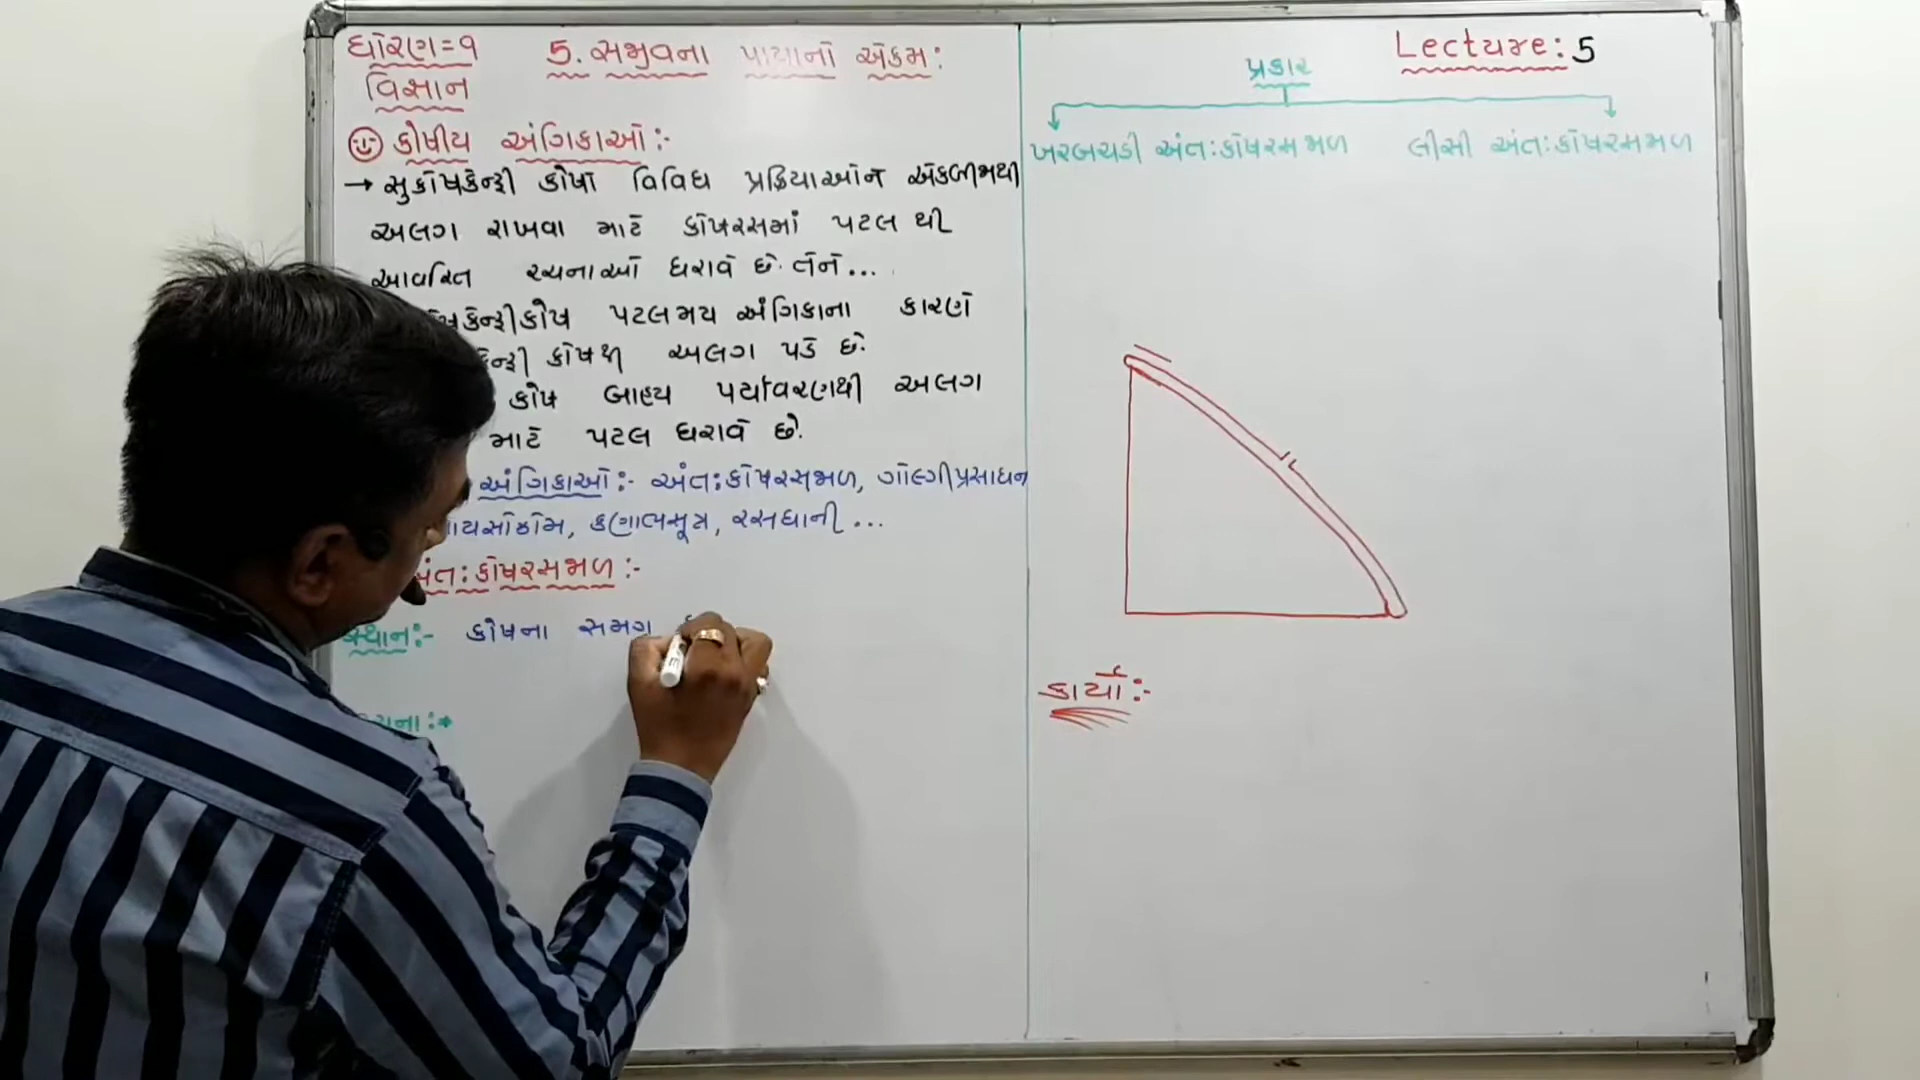 ધોરણ=૧
વિજ્ઞાન
5. સજીવના પાયાનો એકમ:
કોષીય અંગિકાઓ:-
→ સુકોષકેન્દ્રી કોષો વિવિધ પ્રક્રિયાઓને એકબીજાથી
અલગ રાખવા માટે કોષરસમાં પટલ થી
આવરિત રચનાઓ ધરાવે છે. તેને...
પટલમય અંગિકાના કારણે
કોષથી અલગ પડે છે.
કોષ બાહ્ય પર્યાવરણથી અલગ
માટે પટલ ધરાવે છે.
અંગિકાઓ:- અંત:કોષરસજાળ, ગોલ્ગીપ્રસાધન
કણાભસૂત્ર, રસધાની ...
અંત:કોષરસજાળ :-
સ્થાન:- કોષના સમગ્ર
Lecture: 5
પ્રકાર
ખરબચડી અંત:કોષરસજાળ લીસી અંત:કોષરસજાળ
કાર્યો:-